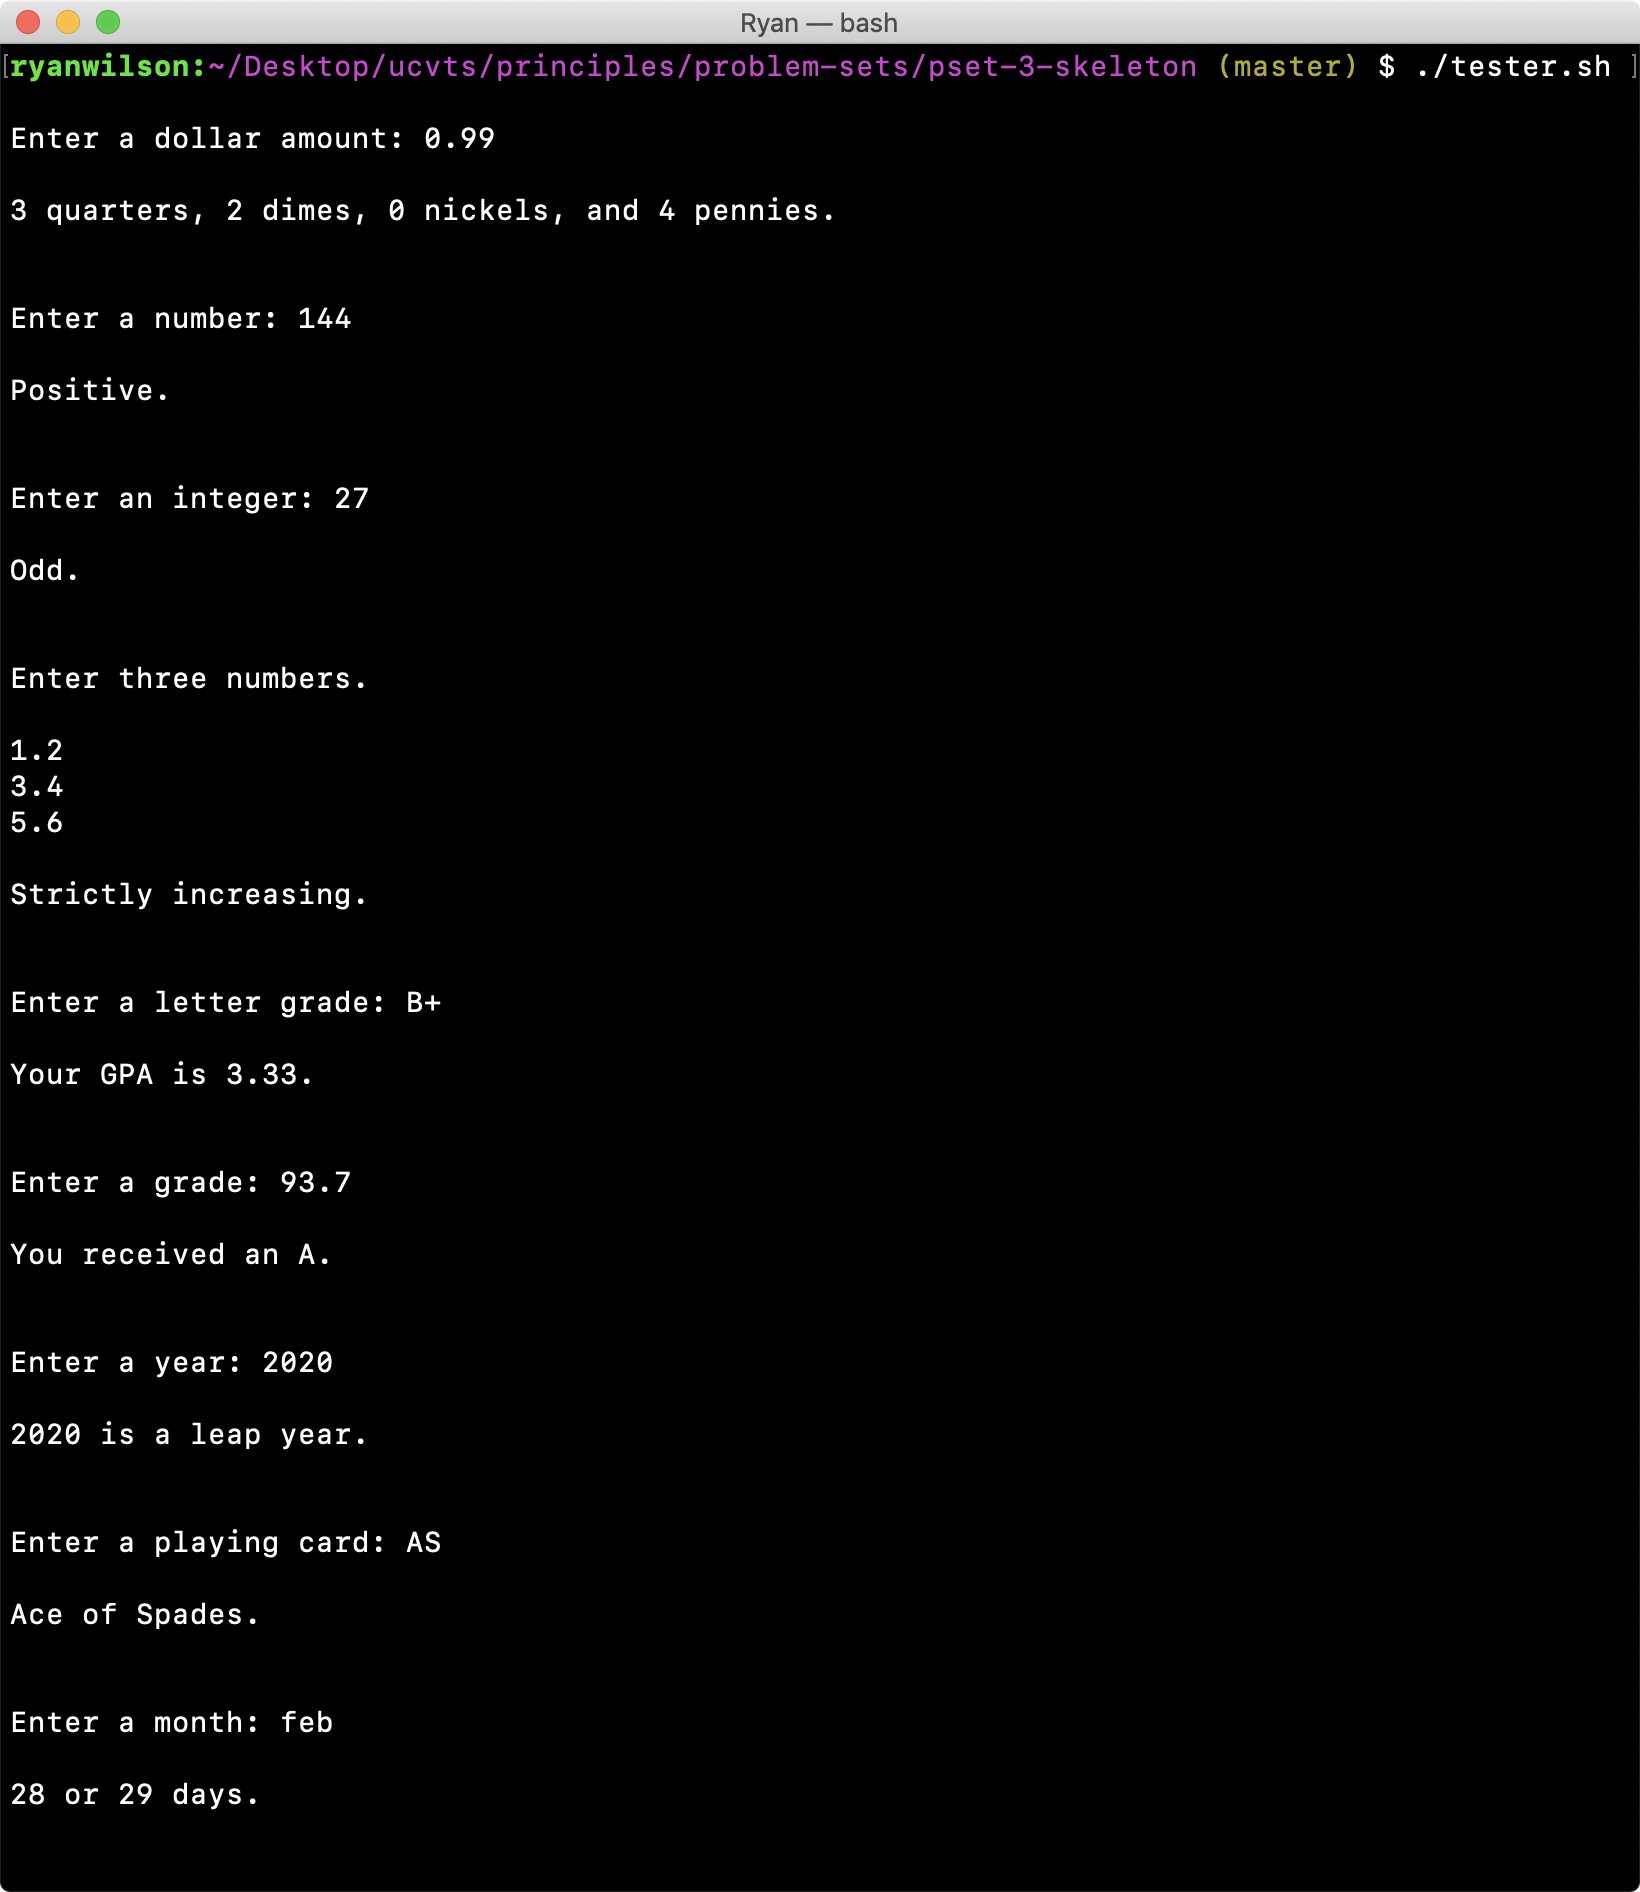 Ryan — bash
[ryanwilson:~/Desktop/ucvts/principles/problem-sets/pset-3-skeleton (master) $ ./tester.sh ]
Enter a dollar amount: 0.99
3 quarters, 2 dimes, 0 nickels, and 4 pennies.
Enter a number: 144
Positive.
Enter an integer: 27
Odd.
Enter three numbers.
1.2
3.4
5.6
Strictly increasing.
Enter a letter grade: B+
Your GPA is 3.33.
Enter a grade: 93.7
You received an A.
Enter a year: 2020
2020 is a leap year.
Enter a playing card: AS
Ace of Spades.
Enter a month: feb
28 or 29 days.